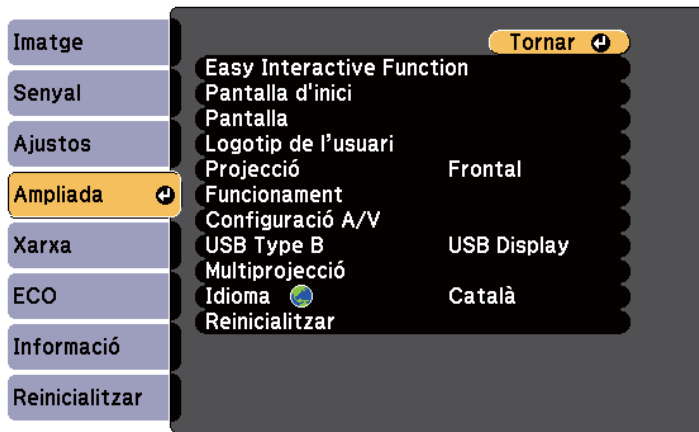 Imatge
Senyal
Ajustos
Ampliada
Xarxa
ECO
Informació
Reinicialitzar
Tornar
Easy Interactive Function
Pantalla d'inici
Pantalla
Logotip de l’usuari
Projecció Frontal
Funcionament
Configuració A/V
USB Type B USB Display
Multiprojecció
Idioma Català
Reinicialitzar